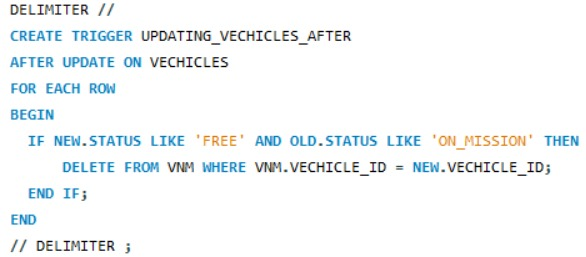 DELIMITER //
CREATE TRIGGER UPDATING_VECHICLES_AFTER
AFTER UPDATE ON VECHICLES
FOR EACH ROW
BEGIN
IF NEW.STATUS LIKE 'FREE' AND OLD.STATUS LIKE 'ON_MISSION' THEN
DELETE FROM VNM WHERE VNM.VECHICLE_ID = NEW.VECHICLE_ID;
END IF;
END
// DELIMITER ;